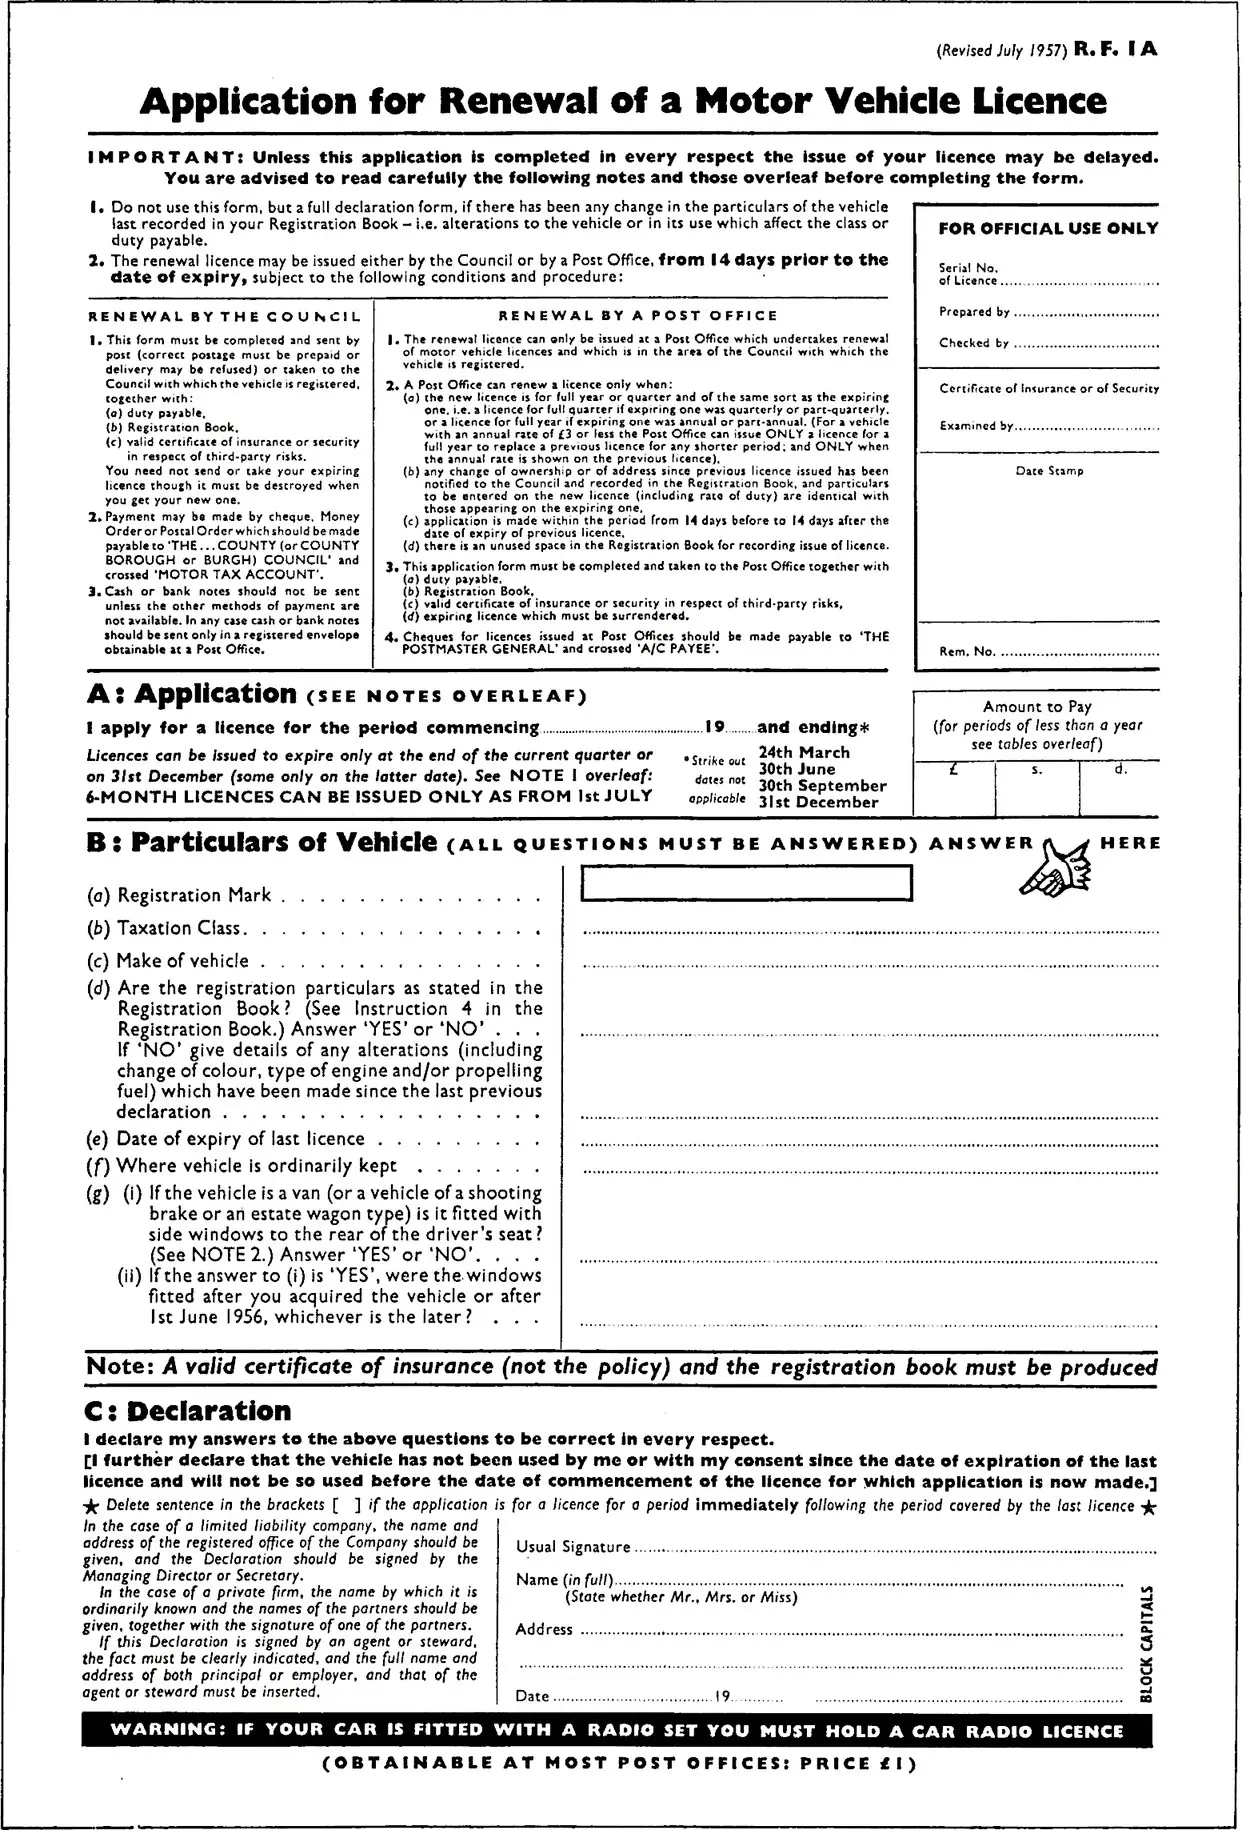 (Revised July 1957) R. F. 1A
Application for Renewal of a Motor Vehicle Licence
IMPORTANT: Unless this application is completed in every respect the issue of your licence may be delayed.
You are advised to read carefully the following notes and those overleaf before completing the form.
1. Do not use this form, but a full declaration form, if there has been any change in the particulars of the vehicle
last recorded in your Registration Book – i.e. alterations to the vehicle or in its use which affect the class or
duty payable.
2. The renewal licence may be issued either by the Council or by a Post Office, from 14 days prior to the
date of expiry, subject to the following conditions and procedure:
RENEWAL BY THE COUNCIL
1. This form must be completed and sent by
post (correct postage must be prepaid or
delivery may be refused) or taken to the
Council with which the vehicle is registered,
together with:
(a) duty payable,
(b) Registration Book,
(c) valid certificate of insurance or security
in respect of third-party risks.
You need not send or take your expiring
licence though it must be destroyed when
you get your new one.
2. Payment may be made by cheque, Money
Order or Postal Order which should be made
payable to 'THE ... COUNTY (or COUNTY
BOROUGH or BURGH) COUNCIL' and
crossed 'MOTOR TAX ACCOUNT'.
3. Cash or bank notes should not be sent
unless the other methods of payment are
not available. In any case cash or bank notes
should be sent only in a registered envelope
obtainable at a Post Office.
RENEWAL BY A POST OFFICE
1. The renewal licence can only be issued at a Post Office which undertakes renewal
of motor vehicle licences and which is in the area of the Council with which the
vehicle is registered.
2. A Post Office can renew a licence only when:
(a) the new licence is for full year or quarter and of the same sort as the expiring
one, i.e. a licence for full quarter if expiring one was quarterly or part-quarterly,
or a licence for full year if expiring one was annual or part-annual. (For a vehicle
with an annual rate of £3 or less the Post Office can issue ONLY a licence for a
full year to replace a previous licence for any shorter period; and ONLY when
the annual rate is shown on the previous licence),
(b) any change of ownership or of address since previous licence issued has been
notified to the Council and recorded in the Registration Book, and particulars
to be entered on the new licence (including rate of duty) are identical with
those appearing on the expiring one,
(c) application is made within the period from 14 days before to 14 days after the
date of expiry of previous licence,
(d) there is an unused space in the Registration Book for recording issue of licence.
3. This application form must be completed and taken to the Post Office together with
(a) duty payable,
(b) Registration Book,
(c) valid certificate of insurance or security in respect of third-party risks,
(d) expiring licence which must be surrendered.
4. Cheques for licences issued at Post Offices should be made payable to 'THE
POSTMASTER GENERAL' and crossed 'A/C PAYEE'.
FOR OFFICIAL USE ONLY
Serial No.
of Licence
Prepared by
Checked by
Certificate of Insurance or of Security
Examined by
Date Stamp
Rem. No.
A: Application (SEE NOTES OVERLEAF)
I apply for a licence for the period commencing 19 and ending*
Licences can be issued to expire only at the end of the current quarter or
on 31st December (some only on the latter date). See NOTE 1 overleaf:
6-MONTH LICENCES CAN BE ISSUED ONLY AS FROM 1st JULY
*Strike out
dates not
applicable
24th March
30th June
30th September
31st December
Amount to Pay
(for periods of less than a year
see tables overleaf)
£ s. d.
B: Particulars of Vehicle (ALL QUESTIONS MUST BE ANSWERED) ANSWER HERE
(a) Registration Mark
(b) Taxation Class
(c) Make of vehicle
(d) Are the registration particulars as stated in the
Registration Book? (See Instruction 4 in the
Registration Book.) Answer 'YES' or 'NO'
If 'NO' give details of any alterations (including
change of colour, type of engine and/or propelling
fuel) which have been made since the last previous
declaration
(e) Date of expiry of last licence
(f) Where vehicle is ordinarily kept
(g) (i) If the vehicle is a van (or a vehicle of a shooting
brake or an estate wagon type) is it fitted with
side windows to the rear of the driver's seat?
(See NOTE 2.) Answer 'YES' or 'NO'
(ii) If the answer to (i) is 'YES', were the windows
fitted after you acquired the vehicle or after
1st June 1956, whichever is the later?
Note: A valid certificate of insurance (not the policy) and the registration book must be produced
C: Declaration
I declare my answers to the above questions to be correct in every respect.
[I further declare that the vehicle has not been used by me or with my consent since the date of expiration of the last
licence and will not be so used before the date of commencement of the licence for which application is now made.]
★ Delete sentence in the brackets [ ] if the application is for a licence for a period immediately following the period covered by the last licence ★
In the case of a limited liability company, the name and
address of the registered office of the Company should be
given, and the Declaration should be signed by the
Managing Director or Secretary.
In the case of a private firm, the name by which it is
ordinarily known and the names of the partners should be
given, together with the signature of one of the partners.
If this Declaration is signed by an agent or steward,
the fact must be clearly indicated, and the full name and
address of both principal or employer, and that of the
agent or steward must be inserted.
Usual Signature
Name (in full)
(State whether Mr., Mrs. or Miss)
Address
Date 19
BLOCK CAPITALS
WARNING: IF YOUR CAR IS FITTED WITH A RADIO SET YOU MUST HOLD A CAR RADIO LICENCE
(OBTAINABLE AT MOST POST OFFICES: PRICE £1)